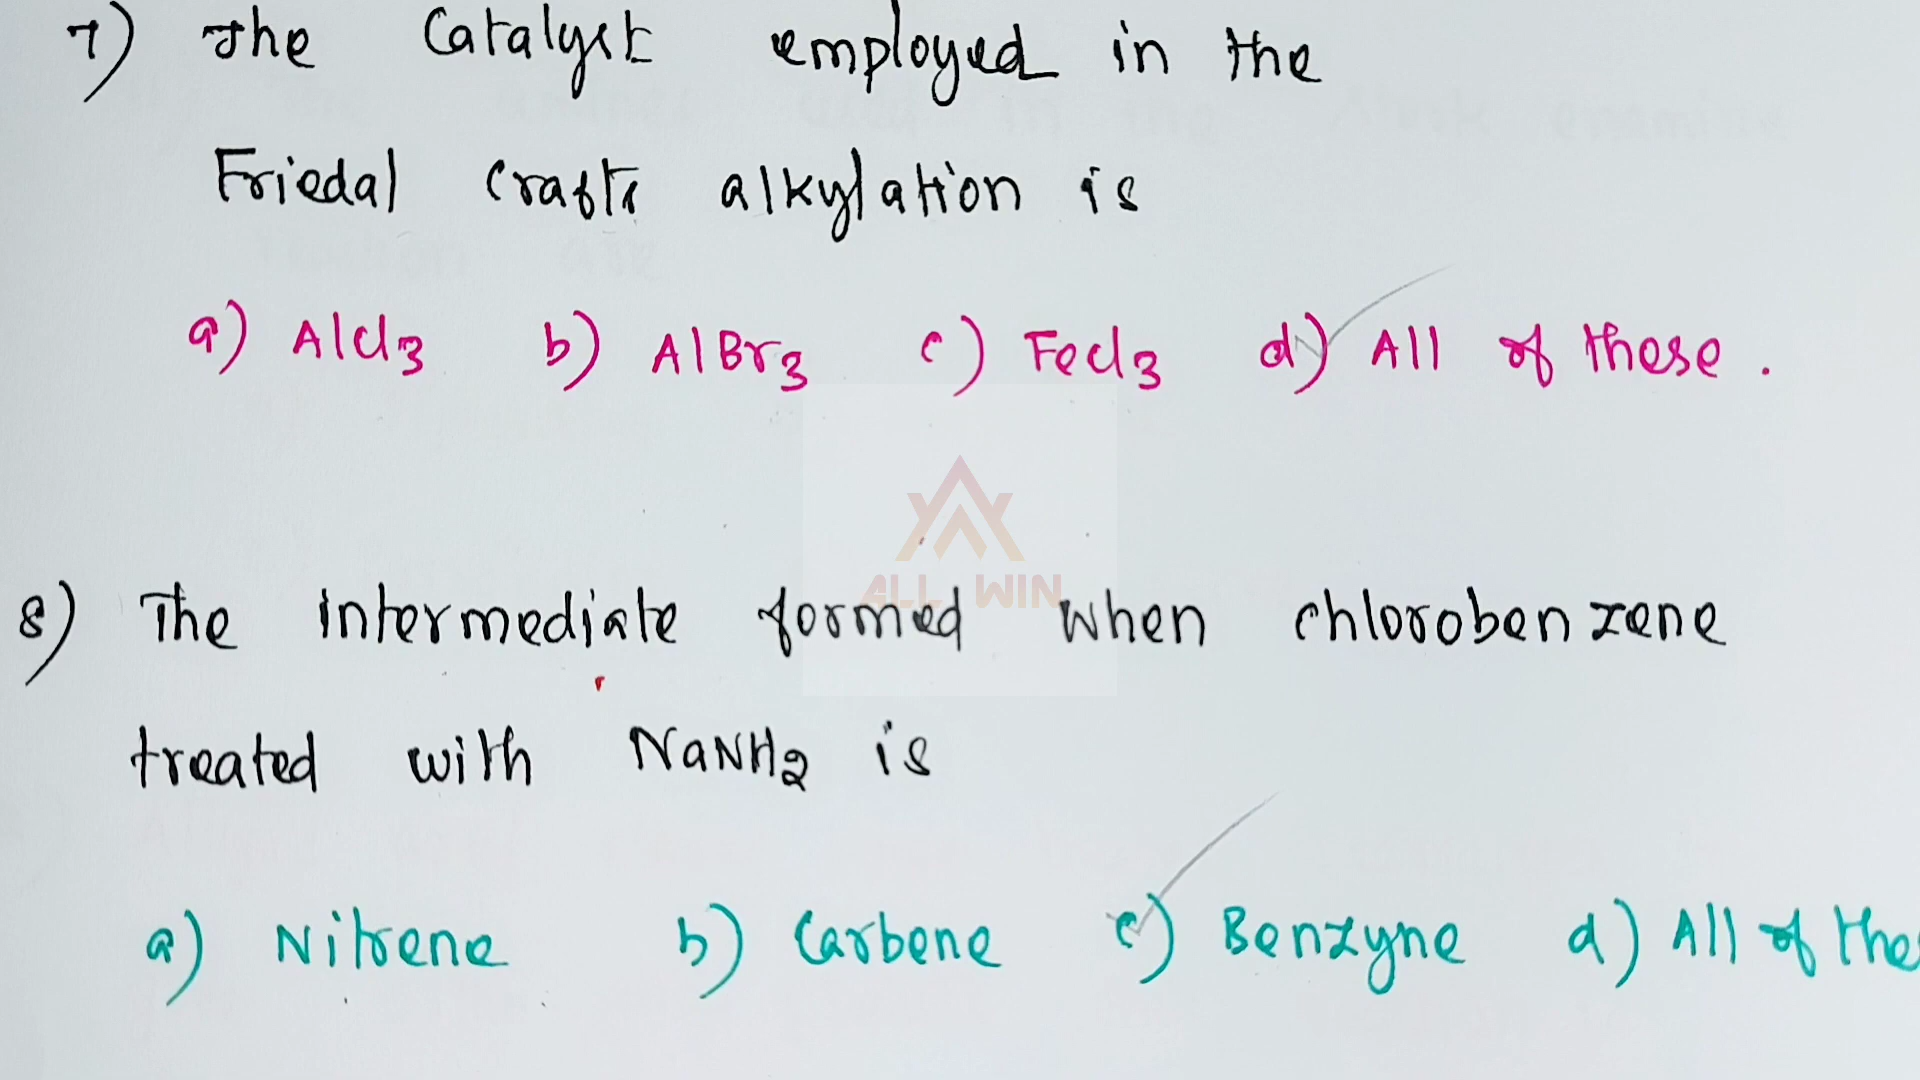 7) The Catalyst employed in the
Friedal Crafts alkylation is
a) AlCl3 b) AlBr3 c) FeCl3 d) All of these.
ALL WIN
8) The intermediate formed when chlorobenzene
treated with NaNH2 is
a) Nitrene b) Carbene c) Benzyne d) All of the